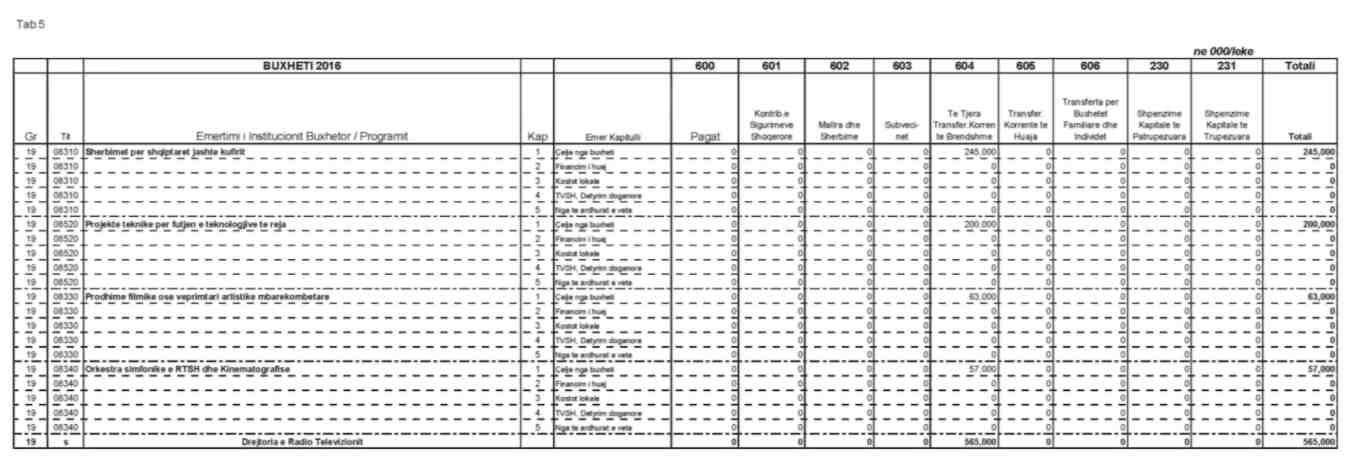 Tab.5
ne 000/leke
BUXHETI 2016 600 601 602 603 604 605 606 230 231 Totali
Gr Tit Emertimi i Institucionit Buxhetor / Programit Kap Emer Kapitulli Pagat Kontrib.e Sigurimeve Shoqerore Mallra dhe Sherbime Subvecionet Te Tjera Transfer.Korren te Brendshme Transfer. Korrente te Huaja Transferta per Buxhetet Familiare dhe Individet Shpenzime Kapitale te Patrupezuara Shpenzime Kapitale te Trupezuara Totali
19 08310 Sherbimet per shqiptaret jashte kufirit 1 Celje nga buxheti 0 0 0 0 245,000 0 0 0 0 245,000
19 08310 2 Financim i huaj 0 0 0 0 0 0 0 0 0 0
19 08310 3 Kostot lokale 0 0 0 0 0 0 0 0 0 0
19 08310 4 TVSH, Detyrim doganore 0 0 0 0 0 0 0 0 0 0
19 08310 5 Nga te ardhurat e veta 0 0 0 0 0 0 0 0 0 0
19 08520 Projekte teknike per futjen e teknologjive te reja 1 Celje nga buxheti 0 0 0 0 200,000 0 0 0 0 200,000
19 08520 2 Financim i huaj 0 0 0 0 0 0 0 0 0 0
19 08520 3 Kostot lokale 0 0 0 0 0 0 0 0 0 0
19 08520 4 TVSH, Detyrim doganore 0 0 0 0 0 0 0 0 0 0
19 08520 5 Nga te ardhurat e veta 0 0 0 0 0 0 0 0 0 0
19 08330 Prodhime filmike ose veprimtari artistike mbarekombetare 1 Celje nga buxheti 0 0 0 0 63,000 0 0 0 0 63,000
19 08330 2 Financim i huaj 0 0 0 0 0 0 0 0 0 0
19 08330 3 Kostot lokale 0 0 0 0 0 0 0 0 0 0
19 08330 4 TVSH, Detyrim doganore 0 0 0 0 0 0 0 0 0 0
19 08330 5 Nga te ardhurat e veta 0 0 0 0 0 0 0 0 0 0
19 08340 Orkestra simfonike e RTSH dhe Kinematografise 1 Celje nga buxheti 0 0 0 0 57,000 0 0 0 0 57,000
19 08340 2 Financim i huaj 0 0 0 0 0 0 0 0 0 0
19 08340 3 Kostot lokale 0 0 0 0 0 0 0 0 0 0
19 08340 4 TVSH, Detyrim doganore 0 0 0 0 0 0 0 0 0 0
19 08340 5 Nga te ardhurat e veta 0 0 0 0 0 0 0 0 0 0
19 s Drejtoria e Radio Televizionit 0 0 0 0 565,000 0 0 0 0 565,000